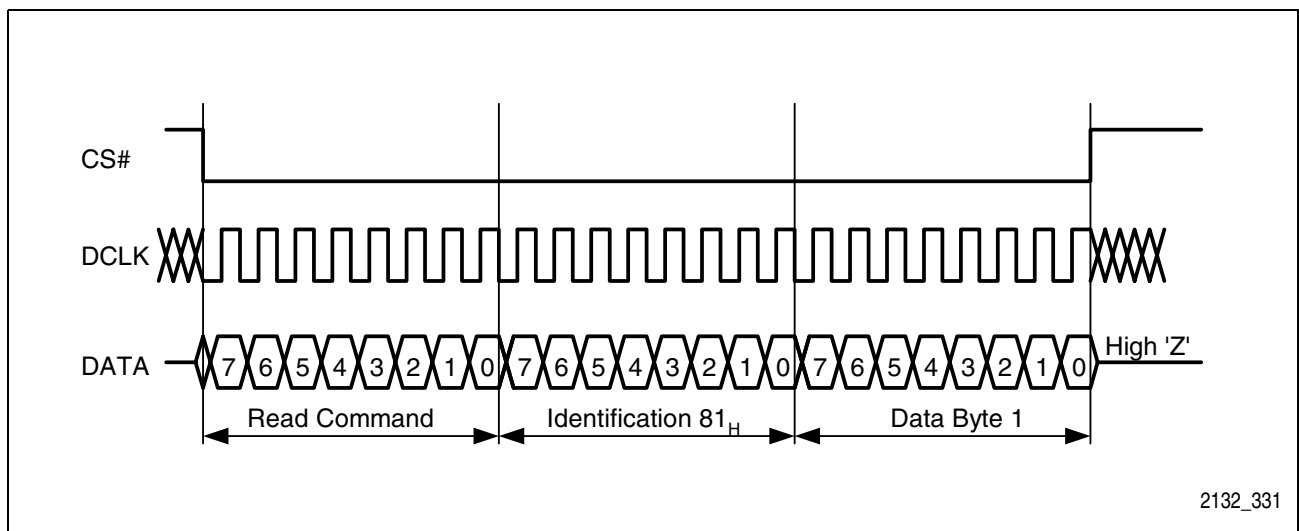 CS#
DCLK
High 'Z'
DATA 7 6 5 4 3 2 1 0 7 6 5 4 3 2 1 0 7 6 5 4 3 2 1 0
Read Command Identification 81H Data Byte 1
2132_331